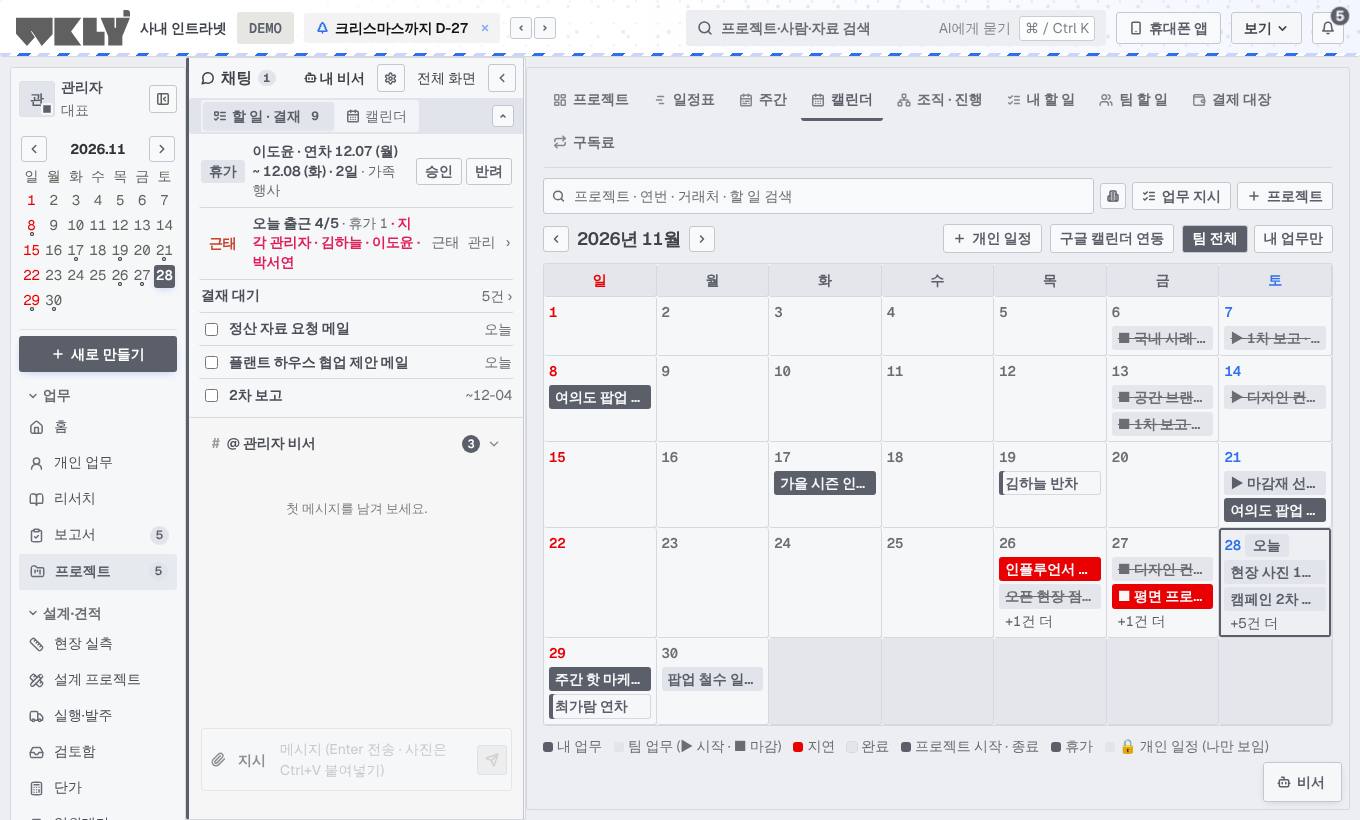 WKLY 사내 인트라넷 DEMO 크리스마스까지 D-27 × ‹ › 프로젝트·사람·자료 검색 AI에게 묻기 ⌘ / Ctrl K 휴대폰 앱 보기 5
관 관리자
대표
2026.11
일 월 화 수 목 금 토
1 2 3 4 5 6 7
8 9 10 11 12 13 14
15 16 17 18 19 20 21
22 23 24 25 26 27 28
29 30
+ 새로 만들기
업무
홈
개인 업무
리서치
보고서 5
프로젝트 5
설계·견적
현장 실측
설계 프로젝트
실행·발주
검토함
단가
채팅 1 내 비서 전체 화면
할 일·결재 9 캘린더
휴가 이도윤 · 연차 12.07 (월)
~ 12.08 (화) · 2일 · 가족
행사
승인 반려
근태 오늘 출근 4/5 · 휴가 1 · 지
각 관리자 · 김하늘 · 이도윤 ·
박서연
근태 관리 ›
결재 대기 5건 ›
정산 자료 요청 메일 오늘
플랜트 하우스 협업 제안 메일 오늘
2차 보고 ~12-04
# @ 관리자 비서 3
첫 메시지를 남겨 보세요.
지시 메시지 (Enter 전송 · 사진은
Ctrl+V 붙여넣기)
프로젝트 일정표 주간 캘린더 조직 · 진행 내 할 일 팀 할 일 결제 대장
구독료
프로젝트 · 연번 · 거래처 · 할 일 검색 업무 지시 + 프로젝트
2026년 11월 + 개인 일정 구글 캘린더 연동 팀 전체 내 업무만
일 월 화 수 목 금 토
1 2 3 4 5 6 7
■ 국내 사례 … ▶ 1차 보고 · …
8 9 10 11 12 13 14
여의도 팝업 … ■ 공간 브랜… ▶ 디자인 컨…
■ 1차 보고 · …
15 16 17 18 19 20 21
가을 시즌 인… 김하늘 반차 ▶ 마감재 선…
여의도 팝업 …
22 23 24 25 26 27 28 오늘
인플루언서 … ■ 디자인 컨… 현장 사진 1…
오픈 현장 점… ■ 평면 프로… 캠페인 2차 …
+1건 더 +1건 더 +5건 더
29 30
주간 핫 마케… 팝업 철수 일…
최가람 연차
내 업무 팀 업무 (▶ 시작 · ■ 마감) 지연 완료 프로젝트 시작 · 종료 휴가 🔒 개인 일정 (나만 보임)
비서